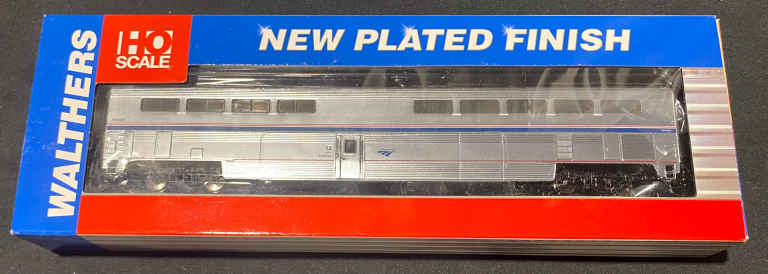 WALTHERS
HO
SCALE
NEW PLATED FINISH